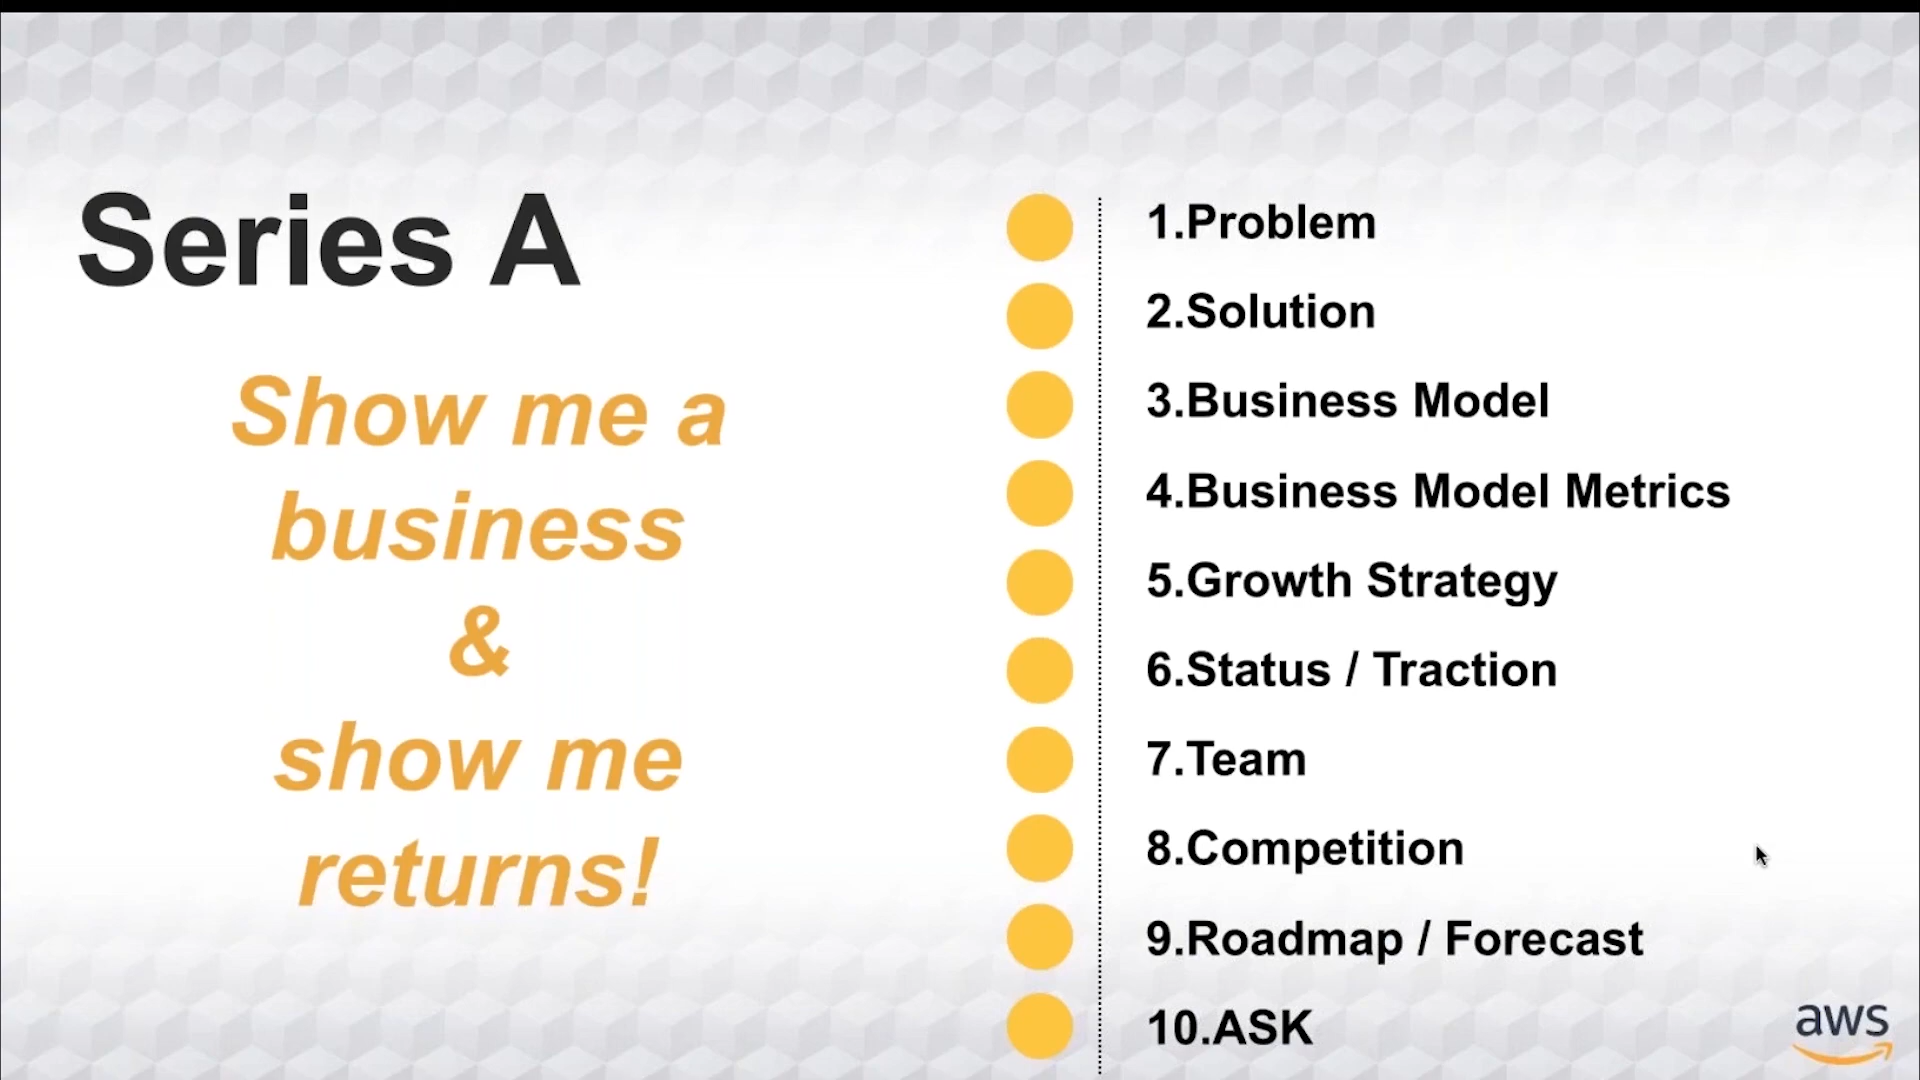 Series A
Show me a
business
&
show me
returns!
1.Problem
2.Solution
3.Business Model
4.Business Model Metrics
5.Growth Strategy
6.Status / Traction
7.Team
8.Competition
9.Roadmap / Forecast
10.ASK
aws